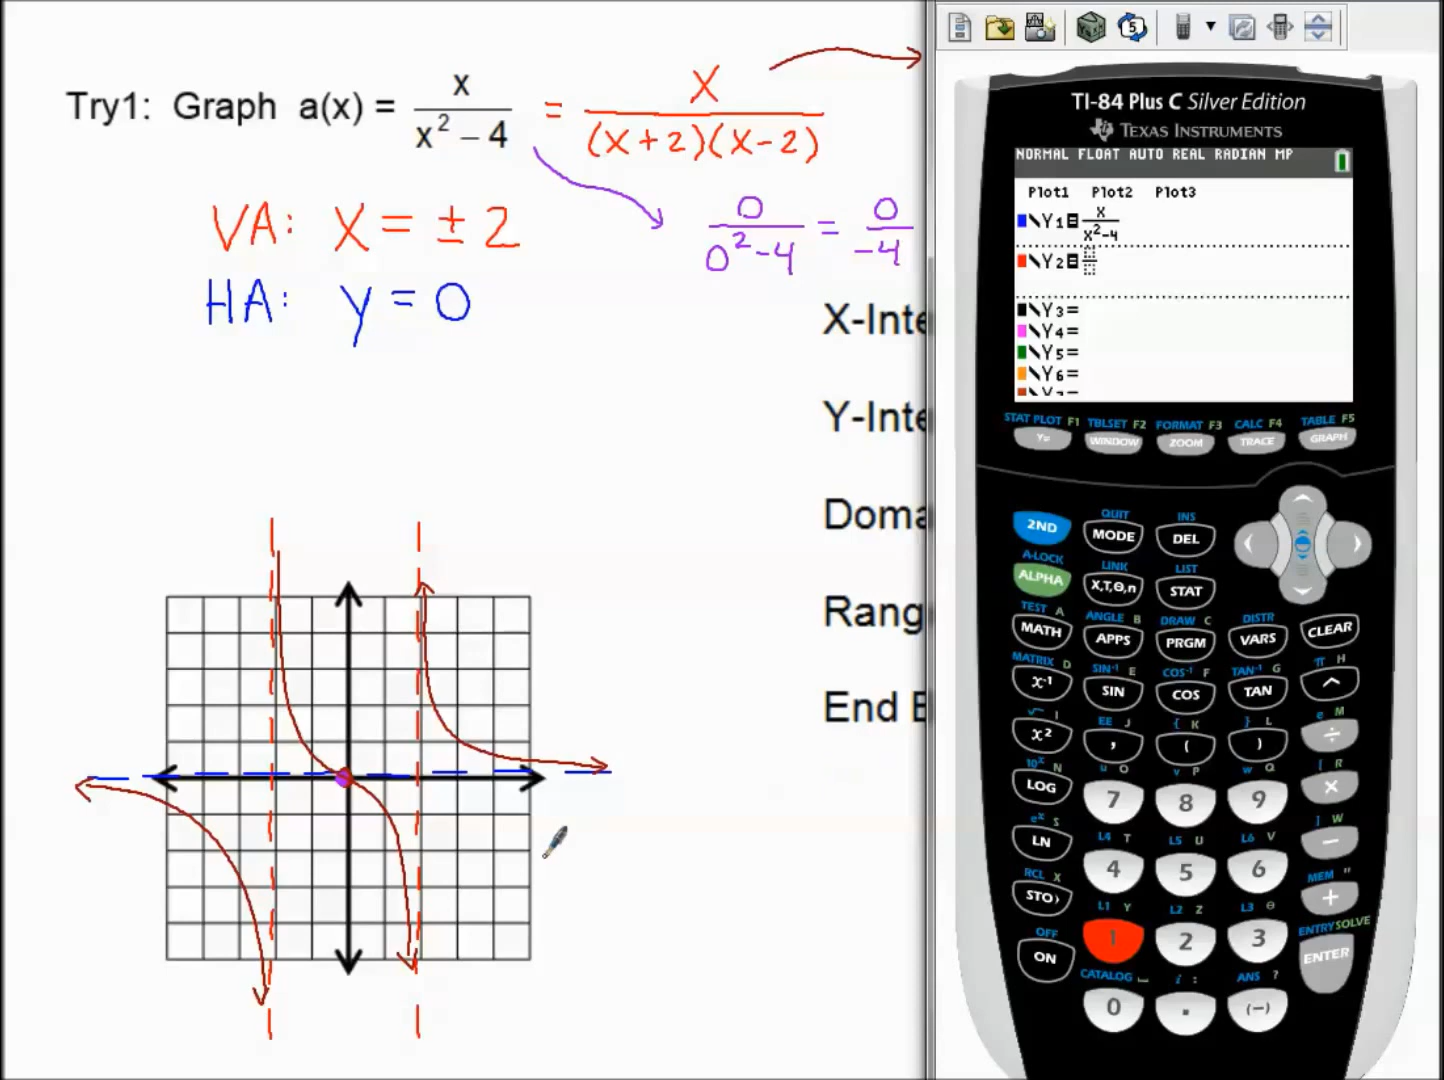 Try1: Graph a(x) = x / x² − 4 = x / (x+2)(x-2)
VA: x = ± 2
HA: y = 0
0 / 0²-4 = 0 / -4
X-Inte
Y-Inte
Doma
Rang
End B
5
TI-84 Plus C Silver Edition
TEXAS INSTRUMENTS
NORMAL FLOAT AUTO REAL RADIAN MP
Plot1 Plot2 Plot3
\Y1= x / x²-4
\Y2=
\Y3=
\Y4=
\Y5=
\Y6=
STAT PLOT F1 TBLSET F2 FORMAT F3 CALC F4 TABLE F5
Y= WINDOW ZOOM TRACE GRAPH
QUIT INS
2ND MODE DEL
A-LOCK LINK LIST
ALPHA X,T,Θ,n STAT
TEST A ANGLE B DRAW C DISTR
MATH APPS PRGM VARS CLEAR
MATRIX D SIN⁻¹ E COS⁻¹ F TAN⁻¹ G π H
x⁻¹ SIN COS TAN ^
√ I EE J { K } L e M
x² , ( ) ÷
10ˣ N u O v P w Q [ R
LOG 7 8 9 ×
eˣ S L4 T L5 U L6 V ] W
LN 4 5 6 −
RCL X L1 Y L2 Z L3 θ MEM "
STO› 1 2 3 +
OFF CATALOG i : ANS ? ENTRY SOLVE
ON 0 . (−) ENTER